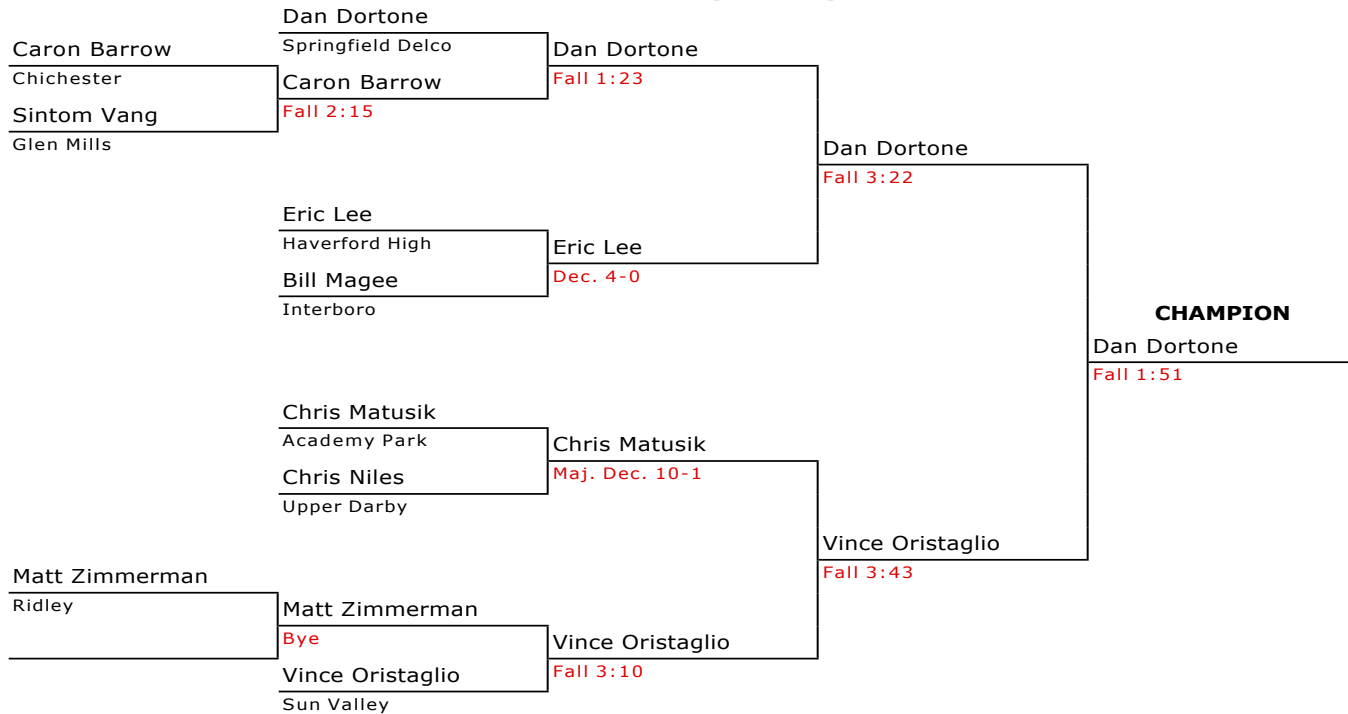 Dan Dortone
Caron Barrow
Springfield Delco
Dan Dortone
Chichester
Caron Barrow
Fall 1:23
Sintom Vang
Fall 2:15
Glen Mills
Dan Dortone
Fall 3:22
Eric Lee
Haverford High
Eric Lee
Bill Magee
Dec. 4-0
Interboro
CHAMPION
Dan Dortone
Fall 1:51
Chris Matusik
Academy Park
Chris Matusik
Chris Niles
Maj. Dec. 10-1
Upper Darby
Vince Oristaglio
Matt Zimmerman
Fall 3:43
Ridley
Matt Zimmerman
Bye
Vince Oristaglio
Vince Oristaglio
Fall 3:10
Sun Valley